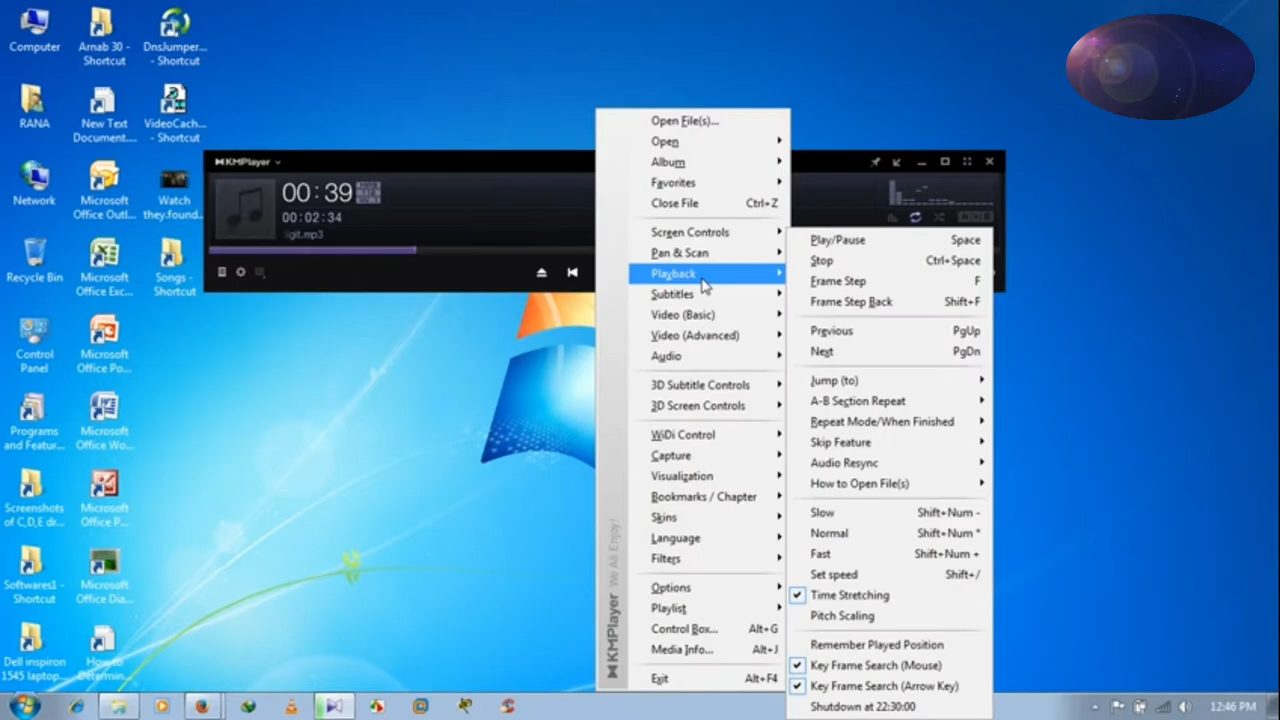 Computer
Arnab 30 -
Shortcut
DnsJumper...
- Shortcut
RANA
New Text
Document....
VideoCach...
- Shortcut
Network
Microsoft
Office Outl...
Watch
they.found...
Recycle Bin
Microsoft
Office Exc...
Songs -
Shortcut
Control
Panel
Microsoft
Office Po...
Programs
and Featur...
Microsoft
Office Wo...
Screenshots
of C,D,E dr...
Microsoft
Office P...
Softwares1 -
Shortcut
Microsoft
Office Dia...
Dell inspiron
1545 laptop...
How to
Determin...
KMPlayer
00:39
00:02:34
igit.mp3
Open File(s)...
Open
Album
Favorites
Close File Ctrl+Z
Screen Controls
Pan & Scan
Playback
Subtitles
Video (Basic)
Video (Advanced)
Audio
3D Subtitle Controls
3D Screen Controls
WiDi Control
Capture
Visualization
Bookmarks / Chapter
Skins
Language
Filters
Options
Playlist
Control Box... Alt+G
Media Info... Alt+J
Exit Alt+F4
KMPlayer We All Enjoy!
Play/Pause Space
Stop Ctrl+Space
Frame Step F
Frame Step Back Shift+F
Previous PgUp
Next PgDn
Jump (to)
A-B Section Repeat
Repeat Mode/When Finished
Skip Feature
Audio Resync
How to Open File(s)
Slow Shift+Num -
Normal Shift+Num *
Fast Shift+Num +
Set speed Shift+/
Time Stretching
Pitch Scaling
Remember Played Position
Key Frame Search (Mouse)
Key Frame Search (Arrow Key)
Shutdown at 22:30:00
12:46 PM